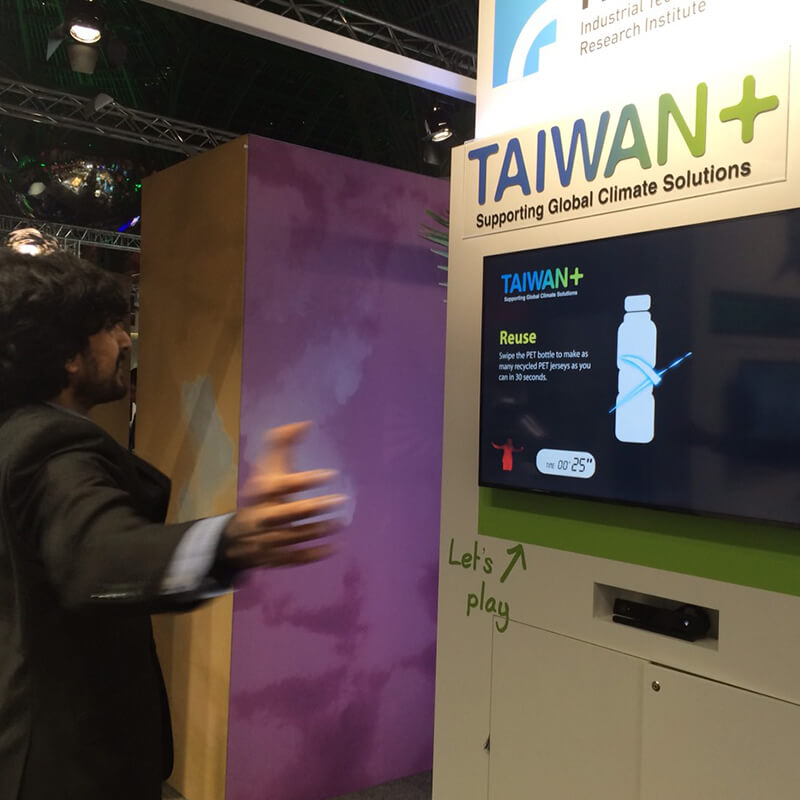 Industrial
Research Institute
TAIWAN+
Supporting Global Climate Solutions
TAIWAN+
Supporting Global Climate Solutions
Reuse
Swipe the PET bottle to make as
many recycled PET jerseys as you
can in 30 seconds.
TIME: 00'25"
Let's
play